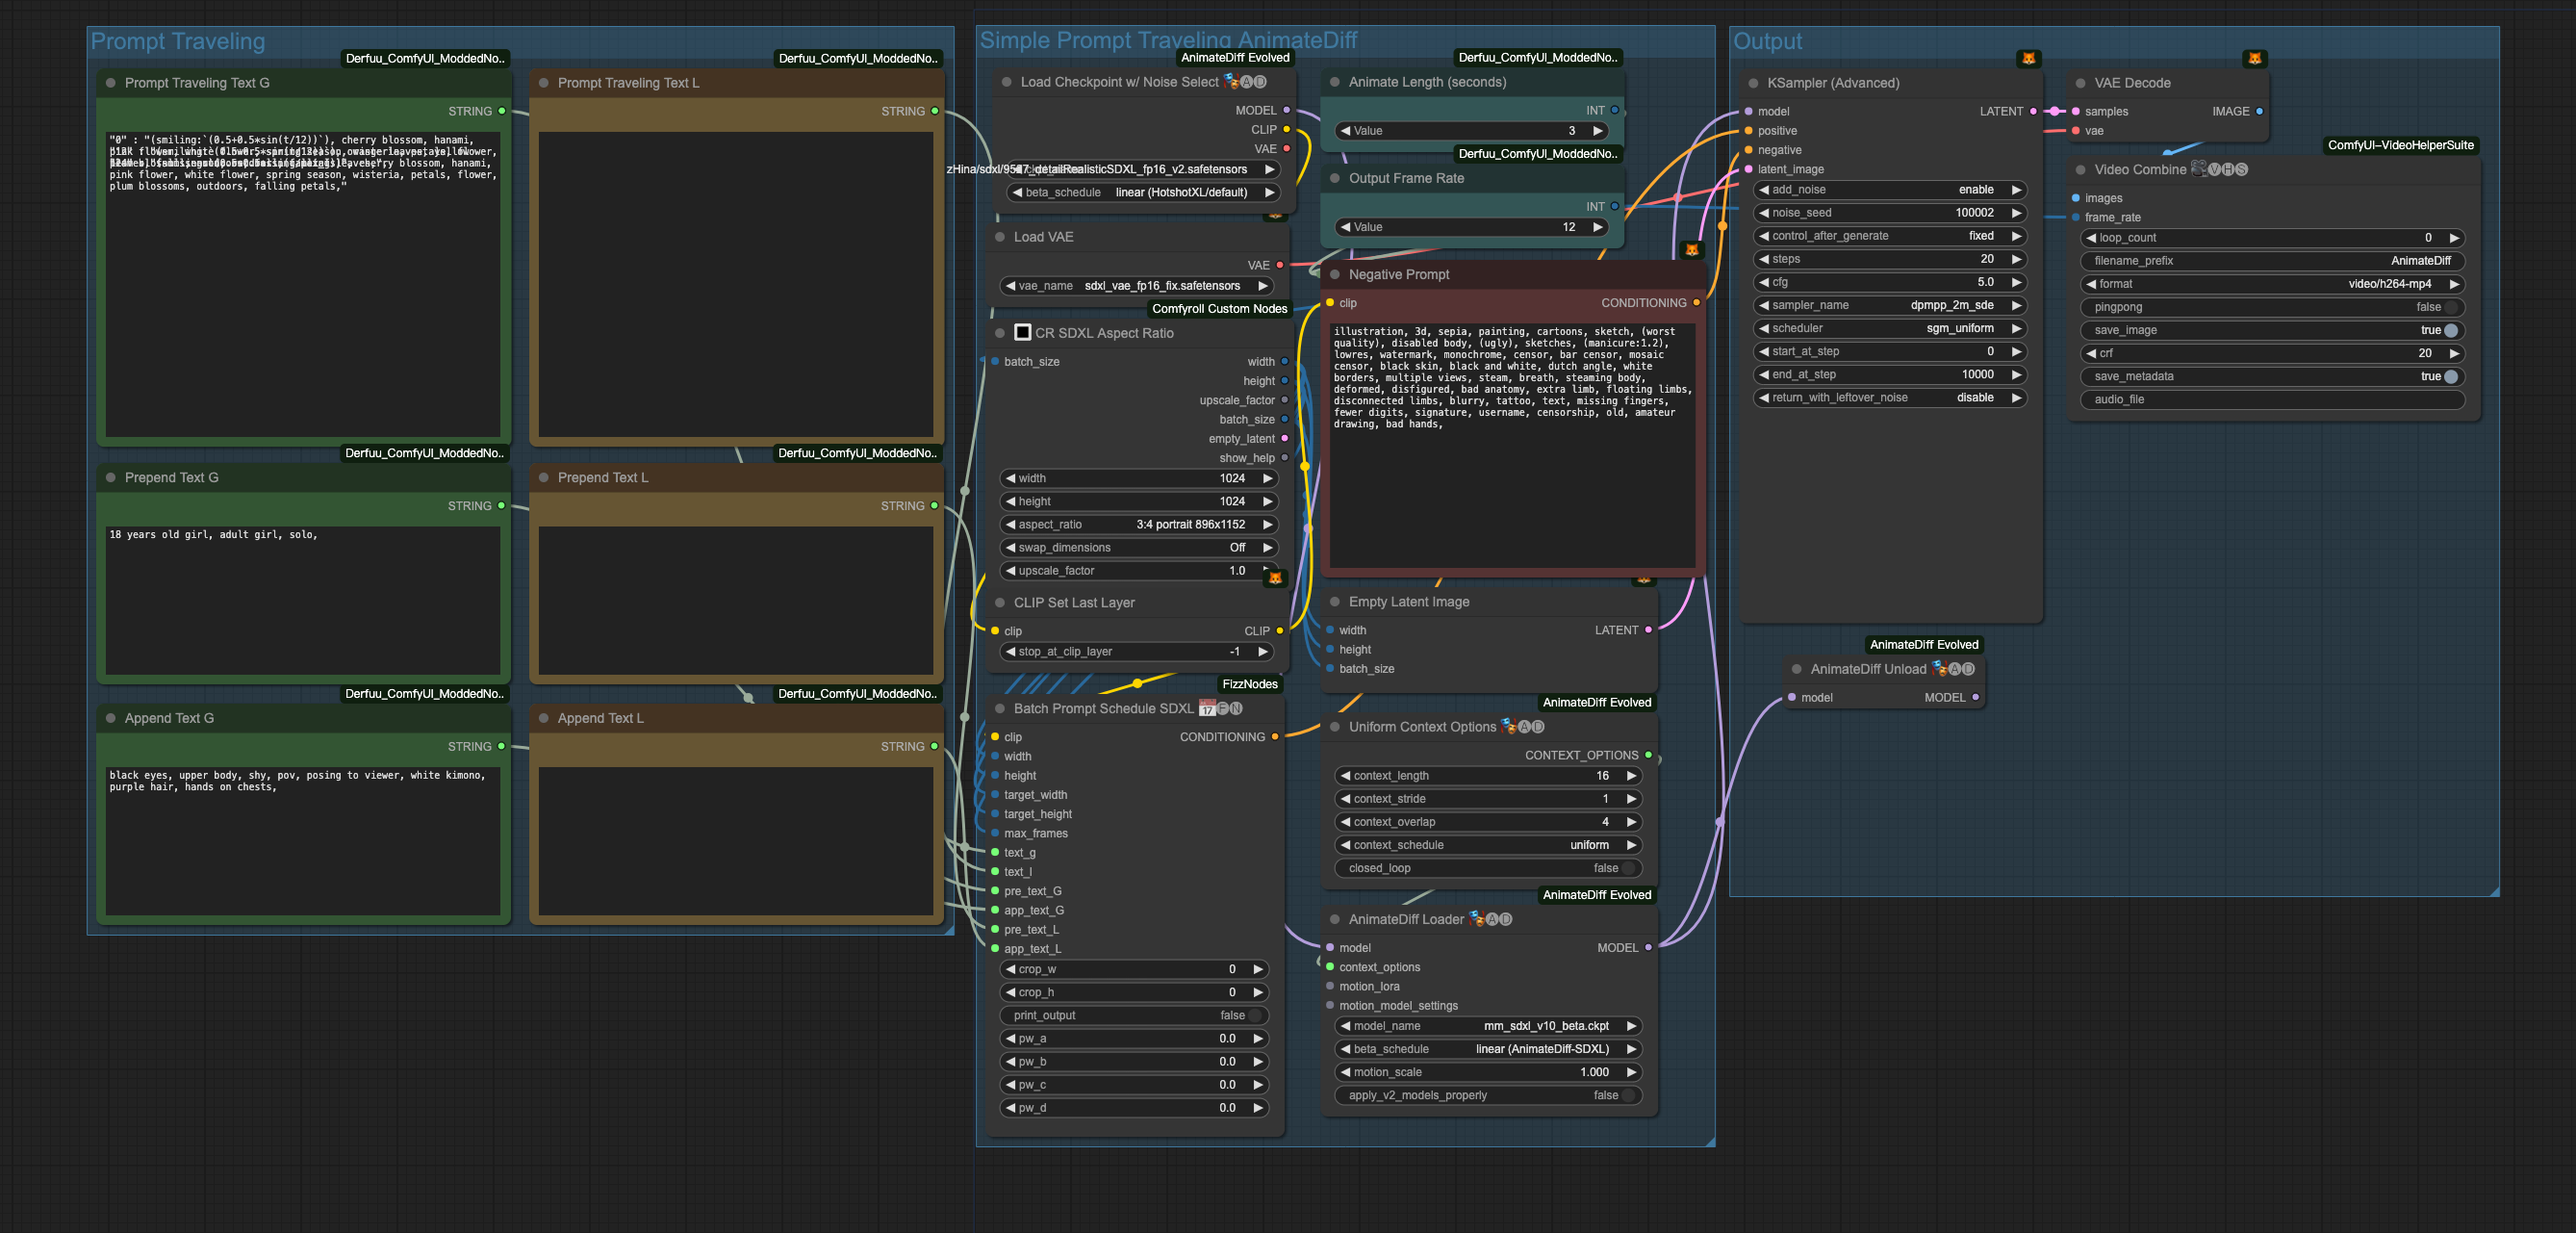 Prompt Traveling
Derfuu_ComfyUI_ModdedNo..
Prompt Traveling Text G
STRING
"0" : "(smiling:`(0.5+0.5*sin(t/12))`), cherry blossom, hanami,
pink flower, white flower, spring season, wisteria, petals, flower,
plum blossoms, outdoors, falling petals,"
Derfuu_ComfyUI_ModdedNo..
Prompt Traveling Text L
STRING
Derfuu_ComfyUI_ModdedNo..
Prepend Text G
STRING
18 years old girl, adult girl, solo,
Derfuu_ComfyUI_ModdedNo..
Prepend Text L
STRING
Derfuu_ComfyUI_ModdedNo..
Append Text G
STRING
black eyes, upper body, shy, pov, posing to viewer, white kimono,
purple hair, hands on chests,
Derfuu_ComfyUI_ModdedNo..
Append Text L
STRING
Simple Prompt Traveling AnimateDiff
AnimateDiff Evolved
Load Checkpoint w/ Noise Select 🎭🅐🅓
MODEL
CLIP
VAE
detailRealisticSDXL_fp16_v2.safetensors
beta_schedule linear (HotshotXL/default)
Load VAE
VAE
vae_name sdxl_vae_fp16_fix.safetensors
Comfyroll Custom Nodes
CR SDXL Aspect Ratio
batch_size width
height
upscale_factor
batch_size
empty_latent
show_help
width 1024
height 1024
aspect_ratio 3:4 portrait 896x1152
swap_dimensions Off
upscale_factor 1.0
CLIP Set Last Layer
clip CLIP
stop_at_clip_layer -1
FizzNodes
Batch Prompt Schedule SDXL 📅🅕🅝
clip CONDITIONING
width
height
target_width
target_height
max_frames
text_g
text_l
pre_text_G
app_text_G
pre_text_L
app_text_L
crop_w 0
crop_h 0
print_output false
pw_a 0.0
pw_b 0.0
pw_c 0.0
pw_d 0.0
Derfuu_ComfyUI_ModdedNo..
Animate Length (seconds)
INT
Value 3
Derfuu_ComfyUI_ModdedNo..
Output Frame Rate
INT
Value 12
Negative Prompt
clip CONDITIONING
illustration, 3d, sepia, painting, cartoons, sketch, (worst
quality), disabled body, (ugly), sketches, (manicure:1.2),
lowres, watermark, monochrome, censor, bar censor, mosaic
censor, black skin, black and white, dutch angle, white
borders, multiple views, steam, breath, steaming body,
deformed, disfigured, bad anatomy, extra limb, floating limbs,
disconnected limbs, blurry, tattoo, text, missing fingers,
fewer digits, signature, username, censorship, old, amateur
drawing, bad hands,
Empty Latent Image
width LATENT
height
batch_size
AnimateDiff Evolved
Uniform Context Options 🎭🅐🅓
CONTEXT_OPTIONS
context_length 16
context_stride 1
context_overlap 4
context_schedule uniform
closed_loop false
AnimateDiff Evolved
AnimateDiff Loader 🎭🅐🅓
model MODEL
context_options
motion_lora
motion_model_settings
model_name mm_sdxl_v10_beta.ckpt
beta_schedule linear (AnimateDiff-SDXL)
motion_scale 1.000
apply_v2_models_properly false
Output
KSampler (Advanced)
model LATENT
positive
negative
latent_image
add_noise enable
noise_seed 100002
control_after_generate fixed
steps 20
cfg 5.0
sampler_name dpmpp_2m_sde
scheduler sgm_uniform
start_at_step 0
end_at_step 10000
return_with_leftover_noise disable
VAE Decode
samples IMAGE
vae
ComfyUI-VideoHelperSuite
Video Combine 🎥🅥🅗🅢
images
frame_rate
loop_count 0
filename_prefix AnimateDiff
format video/h264-mp4
pingpong false
save_image true
crf 20
save_metadata true
audio_file
AnimateDiff Evolved
AnimateDiff Unload 🎭🅐🅓
model MODEL